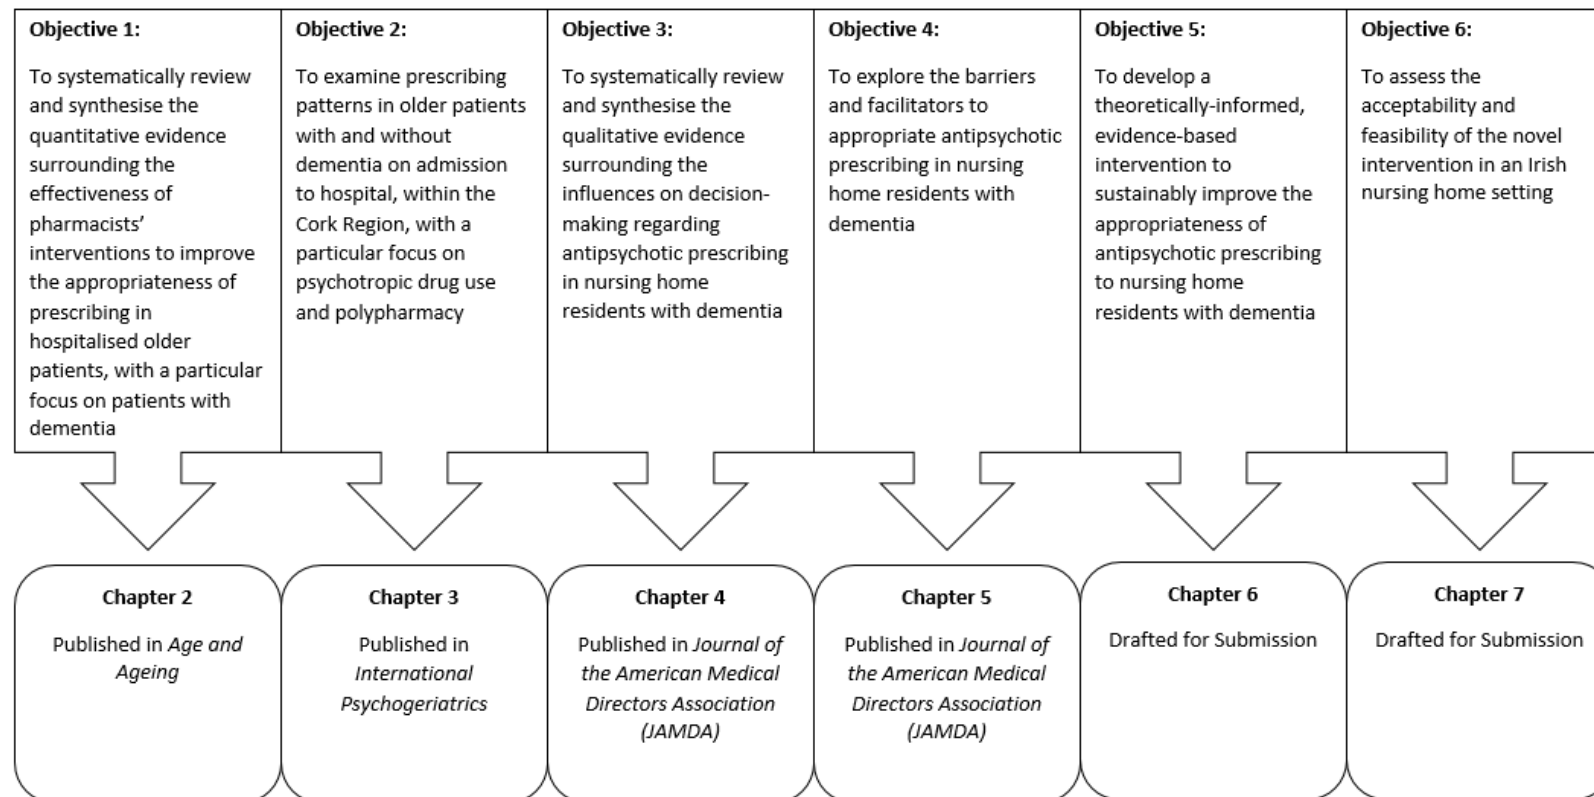 Objective 1:
To systematically review
and synthesise the
quantitative evidence
surrounding the
effectiveness of
pharmacists’
interventions to improve
the appropriateness of
prescribing in
hospitalised older
patients, with a particular
focus on patients with
dementia
Objective 2:
To examine prescribing
patterns in older patients
with and without
dementia on admission
to hospital, within the
Cork Region, with a
particular focus on
psychotropic drug use
and polypharmacy
Objective 3:
To systematically review
and synthesise the
qualitative evidence
surrounding the
influences on decision-
making regarding
antipsychotic prescribing
in nursing home
residents with dementia
Objective 4:
To explore the barriers
and facilitators to
appropriate antipsychotic
prescribing in nursing
home residents with
dementia
Objective 5:
To develop a
theoretically-informed,
evidence-based
intervention to
sustainably improve the
appropriateness of
antipsychotic prescribing
to nursing home
residents with dementia
Objective 6:
To assess the
acceptability and
feasibility of the novel
intervention in an Irish
nursing home setting
Chapter 2
Published in Age and
Ageing
Chapter 3
Published in
International
Psychogeriatrics
Chapter 4
Published in Journal of
the American Medical
Directors Association
(JAMDA)
Chapter 5
Published in Journal of
the American Medical
Directors Association
(JAMDA)
Chapter 6
Drafted for Submission
Chapter 7
Drafted for Submission